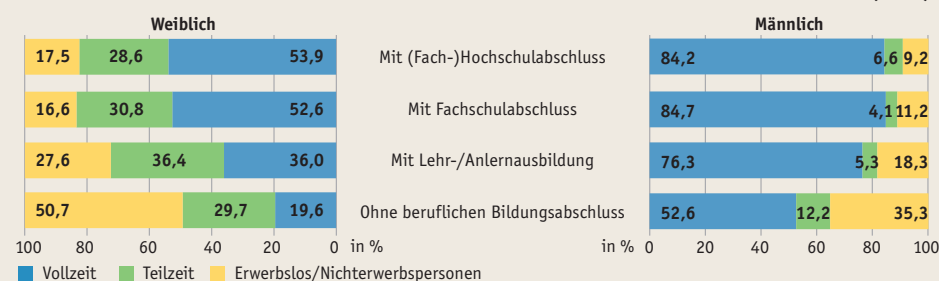 Weiblich Männlich
17,5 28,6 53,9 Mit (Fach-)Hochschulabschluss 84,2 6,6 9,2
16,6 30,8 52,6 Mit Fachschulabschluss 84,7 4,1 11,2
27,6 36,4 36,0 Mit Lehr-/Anlernausbildung 76,3 5,3 18,3
50,7 29,7 19,6 Ohne beruflichen Bildungsabschluss 52,6 12,2 35,3
100 80 60 40 20 0 in % in % 0 20 40 60 80 100
Vollzeit Teilzeit Erwerbslos/Nichterwerbspersonen